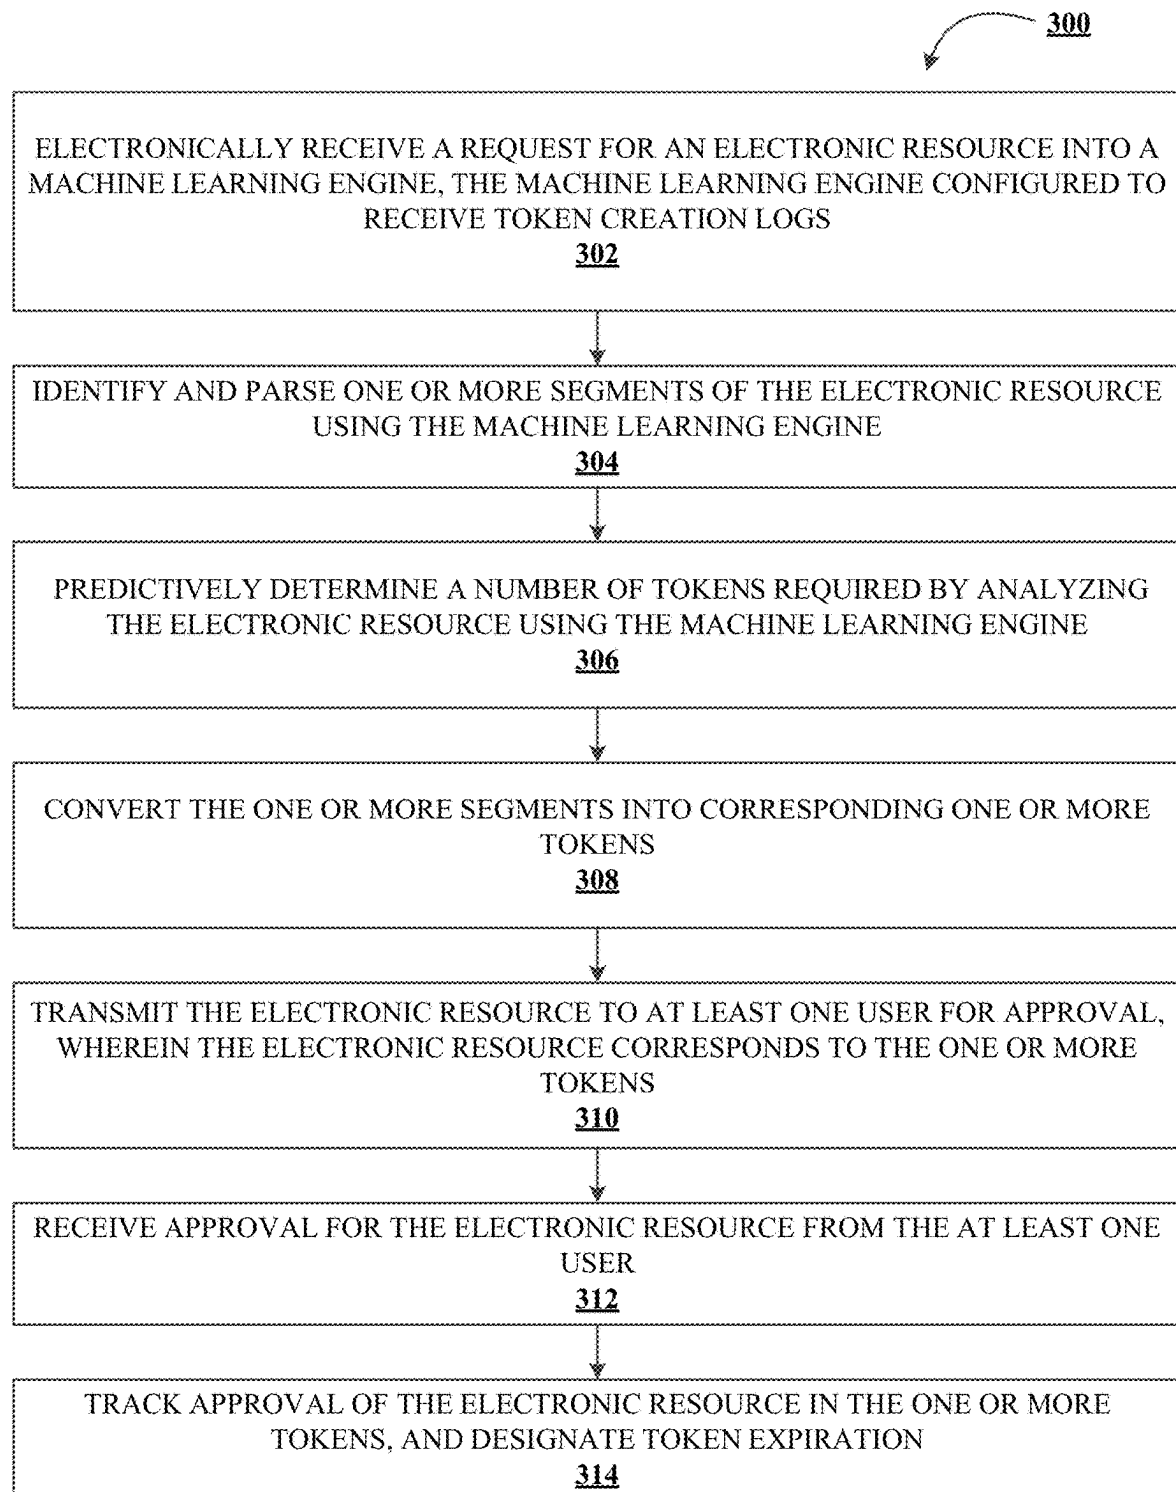 300
ELECTRONICALLY RECEIVE A REQUEST FOR AN ELECTRONIC RESOURCE INTO A
MACHINE LEARNING ENGINE, THE MACHINE LEARNING ENGINE CONFIGURED TO
RECEIVE TOKEN CREATION LOGS
302
IDENTIFY AND PARSE ONE OR MORE SEGMENTS OF THE ELECTRONIC RESOURCE
USING THE MACHINE LEARNING ENGINE
304
PREDICTIVELY DETERMINE A NUMBER OF TOKENS REQUIRED BY ANALYZING
THE ELECTRONIC RESOURCE USING THE MACHINE LEARNING ENGINE
306
CONVERT THE ONE OR MORE SEGMENTS INTO CORRESPONDING ONE OR MORE
TOKENS
308
TRANSMIT THE ELECTRONIC RESOURCE TO AT LEAST ONE USER FOR APPROVAL,
WHEREIN THE ELECTRONIC RESOURCE CORRESPONDS TO THE ONE OR MORE
TOKENS
310
RECEIVE APPROVAL FOR THE ELECTRONIC RESOURCE FROM THE AT LEAST ONE
USER
312
TRACK APPROVAL OF THE ELECTRONIC RESOURCE IN THE ONE OR MORE
TOKENS, AND DESIGNATE TOKEN EXPIRATION
314